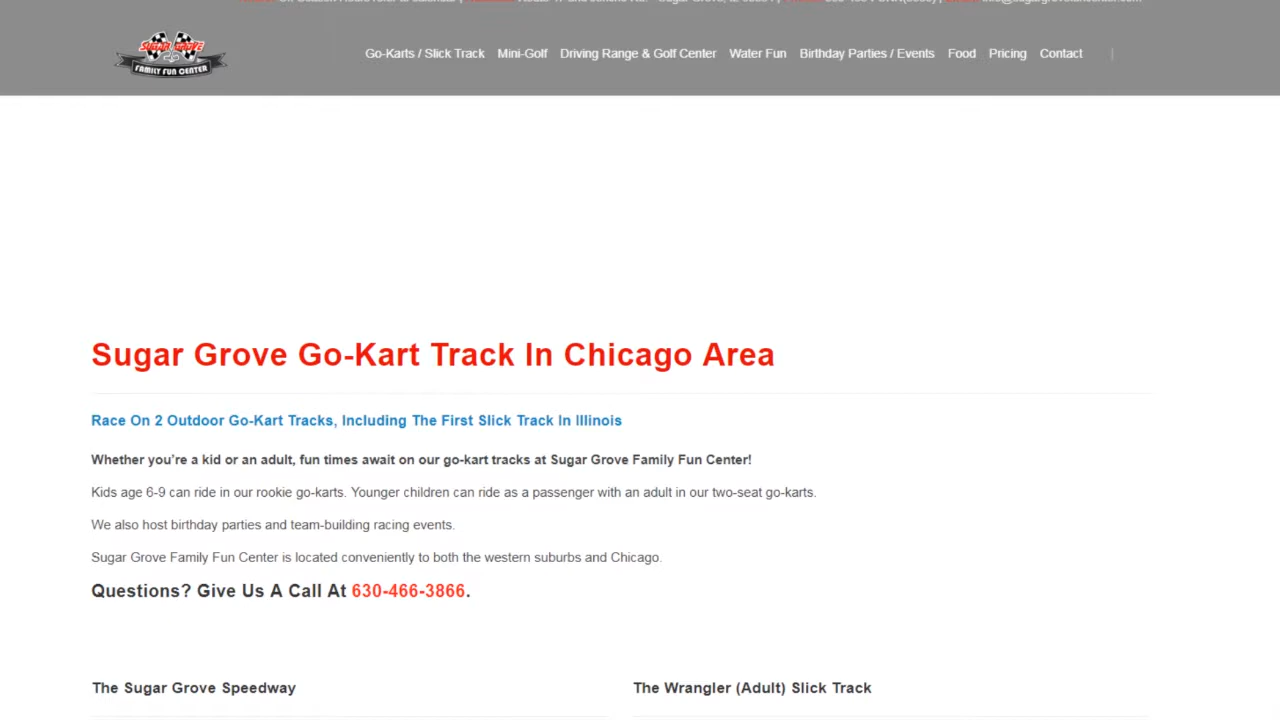 SUGAR GROVE
FAMILY FUN CENTER
Go-Karts / Slick Track Mini-Golf Driving Range & Golf Center Water Fun Birthday Parties / Events Food Pricing Contact |
Sugar Grove Go-Kart Track In Chicago Area
Race On 2 Outdoor Go-Kart Tracks, Including The First Slick Track In Illinois
Whether you're a kid or an adult, fun times await on our go-kart tracks at Sugar Grove Family Fun Center!
Kids age 6-9 can ride in our rookie go-karts. Younger children can ride as a passenger with an adult in our two-seat go-karts.
We also host birthday parties and team-building racing events.
Sugar Grove Family Fun Center is located conveniently to both the western suburbs and Chicago.
Questions? Give Us A Call At 630-466-3866.
The Sugar Grove Speedway The Wrangler (Adult) Slick Track